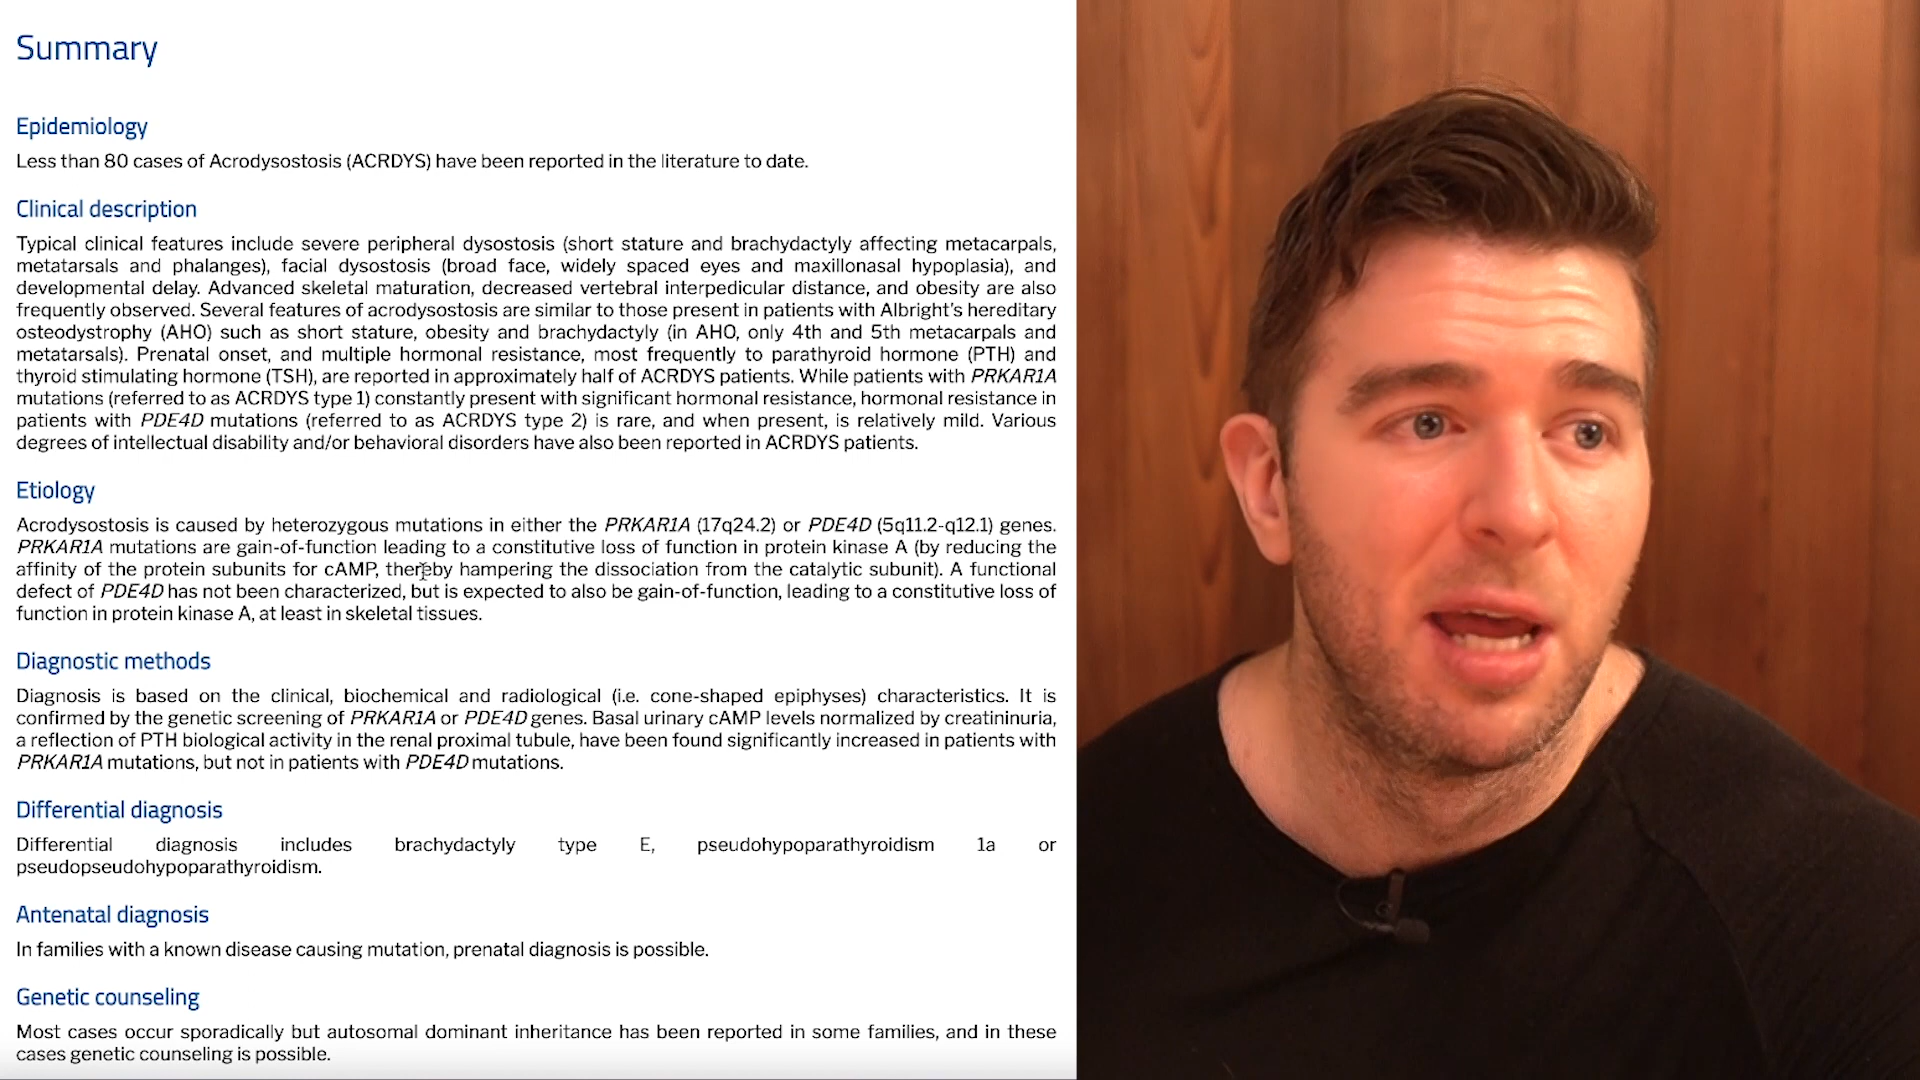 Summary
Epidemiology
Less than 80 cases of Acrodysostosis (ACRDYS) have been reported in the literature to date.
Clinical description
Typical clinical features include severe peripheral dysostosis (short stature and brachydactyly affecting metacarpals,
metatarsals and phalanges), facial dysostosis (broad face, widely spaced eyes and maxillonasal hypoplasia), and
developmental delay. Advanced skeletal maturation, decreased vertebral interpedicular distance, and obesity are also
frequently observed. Several features of acrodysostosis are similar to those present in patients with Albright's hereditary
osteodystrophy (AHO) such as short stature, obesity and brachydactyly (in AHO, only 4th and 5th metacarpals and
metatarsals). Prenatal onset, and multiple hormonal resistance, most frequently to parathyroid hormone (PTH) and
thyroid stimulating hormone (TSH), are reported in approximately half of ACRDYS patients. While patients with PRKAR1A
mutations (referred to as ACRDYS type 1) constantly present with significant hormonal resistance, hormonal resistance in
patients with PDE4D mutations (referred to as ACRDYS type 2) is rare, and when present, is relatively mild. Various
degrees of intellectual disability and/or behavioral disorders have also been reported in ACRDYS patients.
Etiology
Acrodysostosis is caused by heterozygous mutations in either the PRKAR1A (17q24.2) or PDE4D (5q11.2-q12.1) genes.
PRKAR1A mutations are gain-of-function leading to a constitutive loss of function in protein kinase A (by reducing the
affinity of the protein subunits for cAMP, thereby hampering the dissociation from the catalytic subunit). A functional
defect of PDE4D has not been characterized, but is expected to also be gain-of-function, leading to a constitutive loss of
function in protein kinase A, at least in skeletal tissues.
Diagnostic methods
Diagnosis is based on the clinical, biochemical and radiological (i.e. cone-shaped epiphyses) characteristics. It is
confirmed by the genetic screening of PRKAR1A or PDE4D genes. Basal urinary cAMP levels normalized by creatininuria,
a reflection of PTH biological activity in the renal proximal tubule, have been found significantly increased in patients with
PRKAR1A mutations, but not in patients with PDE4D mutations.
Differential diagnosis
Differential diagnosis includes brachydactyly type E, pseudohypoparathyroidism 1a or
pseudopseudohypoparathyroidism.
Antenatal diagnosis
In families with a known disease causing mutation, prenatal diagnosis is possible.
Genetic counseling
Most cases occur sporadically but autosomal dominant inheritance has been reported in some families, and in these
cases genetic counseling is possible.